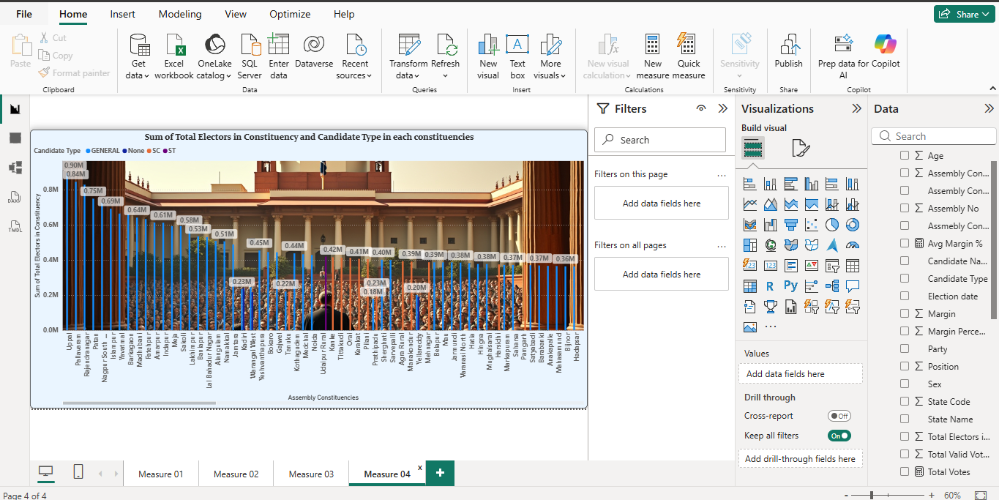 File Home Insert Modeling View Optimize Help Share
Paste Cut Copy Format painter
Clipboard
Get data Excel workbook OneLake catalog SQL Server Enter data Dataverse Recent sources
Data
Transform data Refresh
Queries
New visual Text box More visuals
Insert
New visual calculation New measure Quick measure
Calculations
Sensitivity
Sensitivity
Publish
Share
Prep data for AI Copilot
Copilot
DAX
TMDL
Sum of Total Electors in Constituency and Candidate Type in each constituencies
Candidate Type GENERAL None SC ST
Sum of Total Electors in Constituency
0.8M
0.6M
0.4M
0.2M
0.0M
0.90M
0.84M
0.75M
0.69M
0.64M
0.61M
0.58M
0.53M
0.51M
0.23M
0.45M
0.22M
0.44M
0.42M
0.41M
0.18M
0.23M
0.40M
0.39M
0.20M
0.39M
0.38M
0.38M
0.37M
0.37M
0.36M
Uppal
Pallavaram
Rajendranagar
Patan
Nagpur South ...
Islampur
Yavatmal
Barkagaon
Madhubani
Fatehpur
Amarpur
Indapur
Meja
Sakoli
Lakhimpur
Baniapur
Lal Bahadur Nagar
Alangulam
Namakkal
Jamtara
Kadiri
Warangal West
Yeshvanthapura
Bokaro
Gajwel
Tanuku
Kothagudem
Medchal
Noida
Udaipur Rural
Kanke
Tittakudi
Orai
Kerakat
Pilani
Prathipadu
Sherghati
Sarvepalli
Agra Rural
Manakondur
Yellareddy
Mehnagar
Belapur
Mau
Jarmundi
Varanasi North
Hatia
Hingna
Mughalsarai
Harsidhi
Markapuram
Saharsa
Pangarh
Satyabadi
Barabanki
Anakapalle
Mahasamund
Bijnor
Hadapsar
Assembly Constituencies
Filters
Search
Filters on this page ...
Add data fields here
Filters on all pages ...
Add data fields here
Visualizations
Build visual
123
123
R
Py
...
Values
Add data fields here
Drill through
Cross-report Off
Keep all filters On
Add drill-through fields here
Data
Search
Age
Assembly Con...
Assembly Con...
Assembly No
Assembly Con...
Avg Margin %
Candidate Na...
Candidate Type
Election date
Margin
Margin Perce...
Party
Position
Sex
State Code
State Name
Total Electors i...
Total Valid Vot...
Total Votes
Measure 01 Measure 02 Measure 03 Measure 04 x +
Page 4 of 4 - + 60%